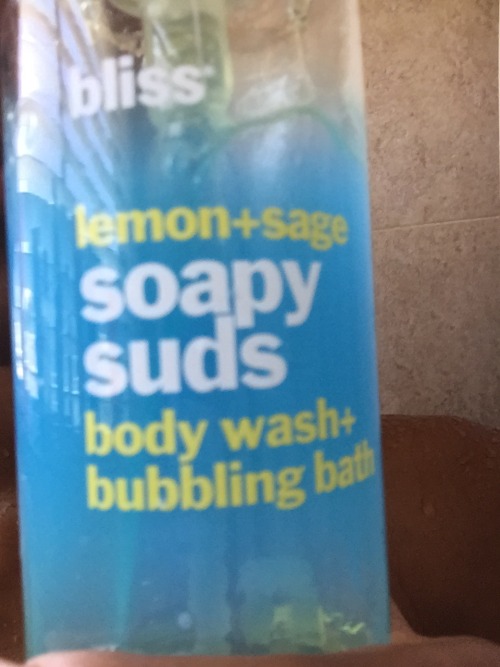 bliss
lemon+sage
soapy
suds
body wash+
bubbling bath